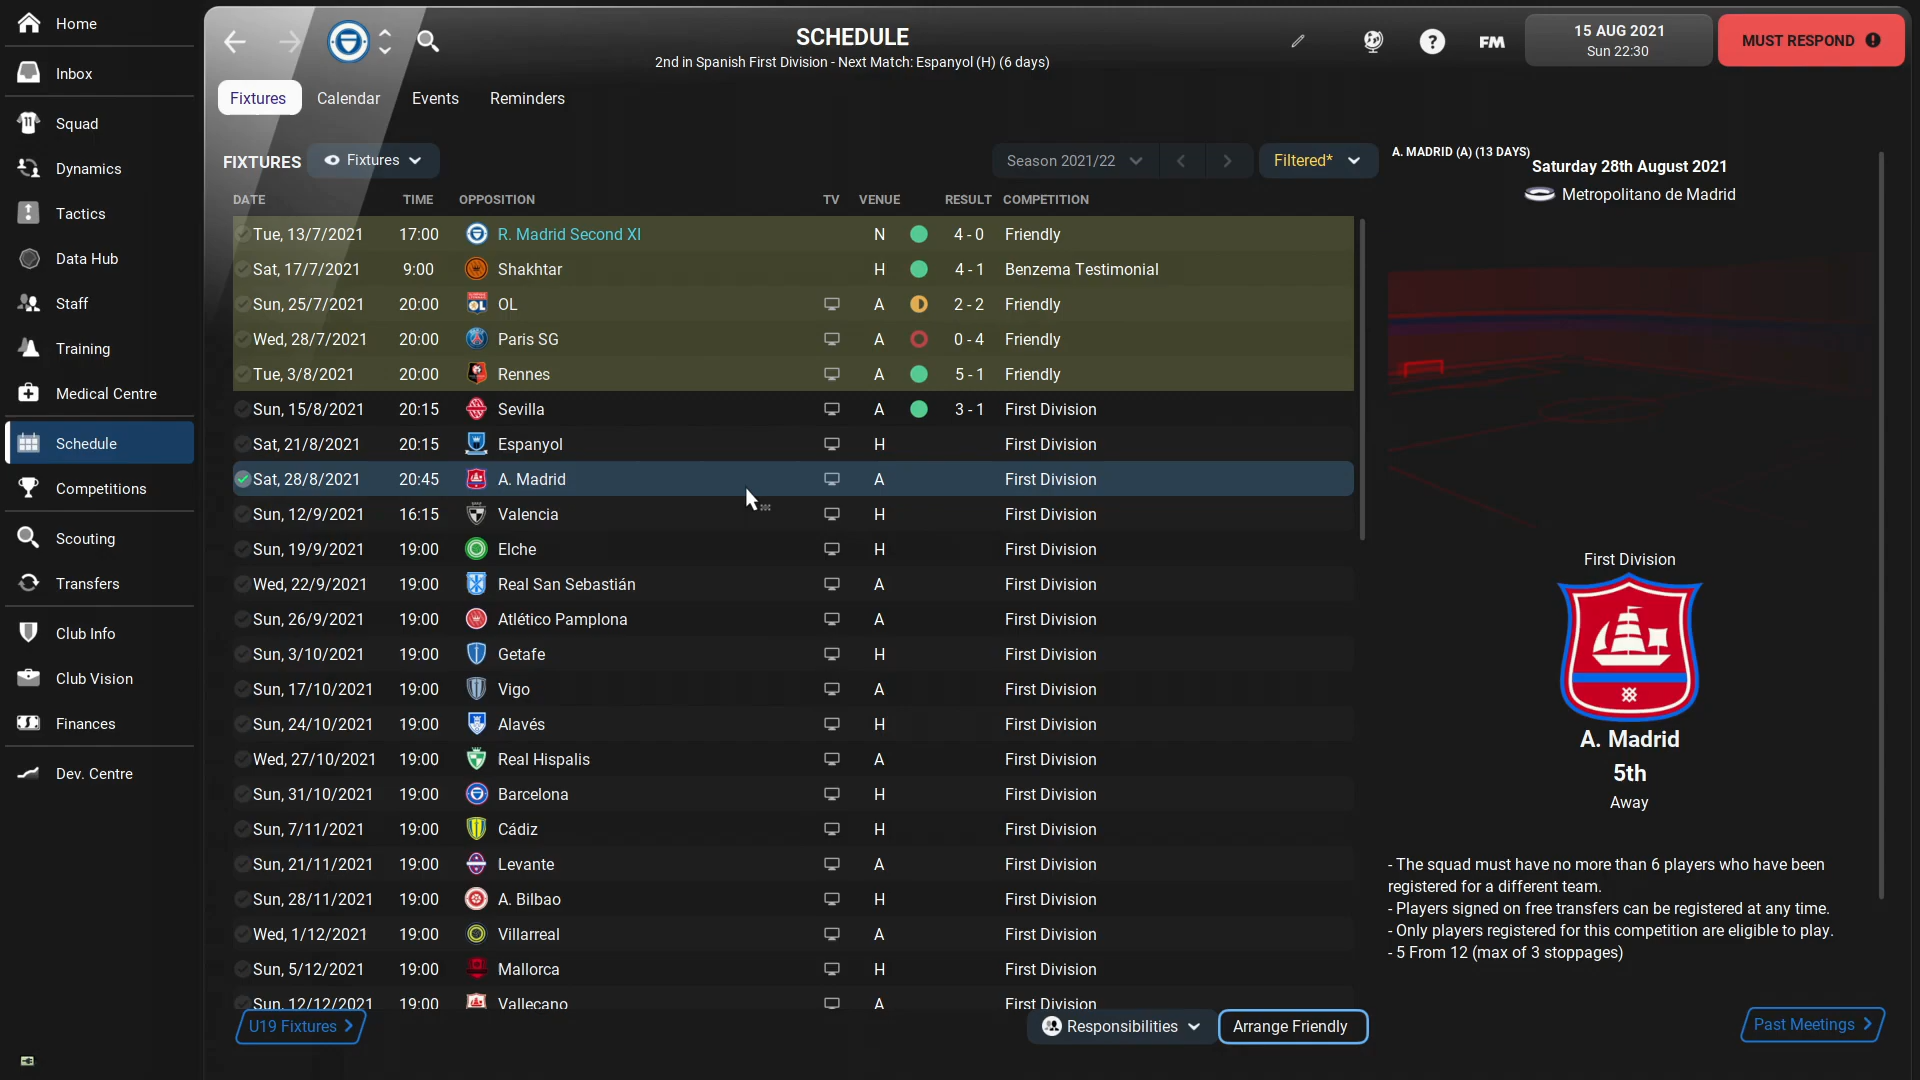 Home
Inbox
Squad
Dynamics
Tactics
Data Hub
Staff
Training
Medical Centre
Schedule
Competitions
Scouting
Transfers
Club Info
Club Vision
Finances
Dev. Centre
SCHEDULE
2nd in Spanish First Division - Next Match: Espanyol (H) (6 days)
? FM
15 AUG 2021
Sun 22:30
MUST RESPOND !
Fixtures Calendar Events Reminders
FIXTURES Fixtures Season 2021/22 Filtered*
DATE TIME OPPOSITION TV VENUE RESULT COMPETITION
Tue, 13/7/2021 17:00 R. Madrid Second XI N 4 - 0 Friendly
Sat, 17/7/2021 9:00 Shakhtar H 4 - 1 Benzema Testimonial
Sun, 25/7/2021 20:00 OL A 2 - 2 Friendly
Wed, 28/7/2021 20:00 Paris SG A 0 - 4 Friendly
Tue, 3/8/2021 20:00 Rennes A 5 - 1 Friendly
Sun, 15/8/2021 20:15 Sevilla A 3 - 1 First Division
Sat, 21/8/2021 20:15 Espanyol H First Division
Sat, 28/8/2021 20:45 A. Madrid A First Division
Sun, 12/9/2021 16:15 Valencia H First Division
Sun, 19/9/2021 19:00 Elche H First Division
Wed, 22/9/2021 19:00 Real San Sebastián A First Division
Sun, 26/9/2021 19:00 Atlético Pamplona A First Division
Sun, 3/10/2021 19:00 Getafe H First Division
Sun, 17/10/2021 19:00 Vigo A First Division
Sun, 24/10/2021 19:00 Alavés H First Division
Wed, 27/10/2021 19:00 Real Hispalis A First Division
Sun, 31/10/2021 19:00 Barcelona H First Division
Sun, 7/11/2021 19:00 Cádiz H First Division
Sun, 21/11/2021 19:00 Levante A First Division
Sun, 28/11/2021 19:00 A. Bilbao H First Division
Wed, 1/12/2021 19:00 Villarreal A First Division
Sun, 5/12/2021 19:00 Mallorca H First Division
Sun, 12/12/2021 19:00 Vallecano A First Division
U19 Fixtures Responsibilities Arrange Friendly
A. MADRID (A) (13 DAYS)
Saturday 28th August 2021
Metropolitano de Madrid
First Division
A. Madrid
5th
Away
- The squad must have no more than 6 players who have been
registered for a different team.
- Players signed on free transfers can be registered at any time.
- Only players registered for this competition are eligible to play.
- 5 From 12 (max of 3 stoppages)
Past Meetings